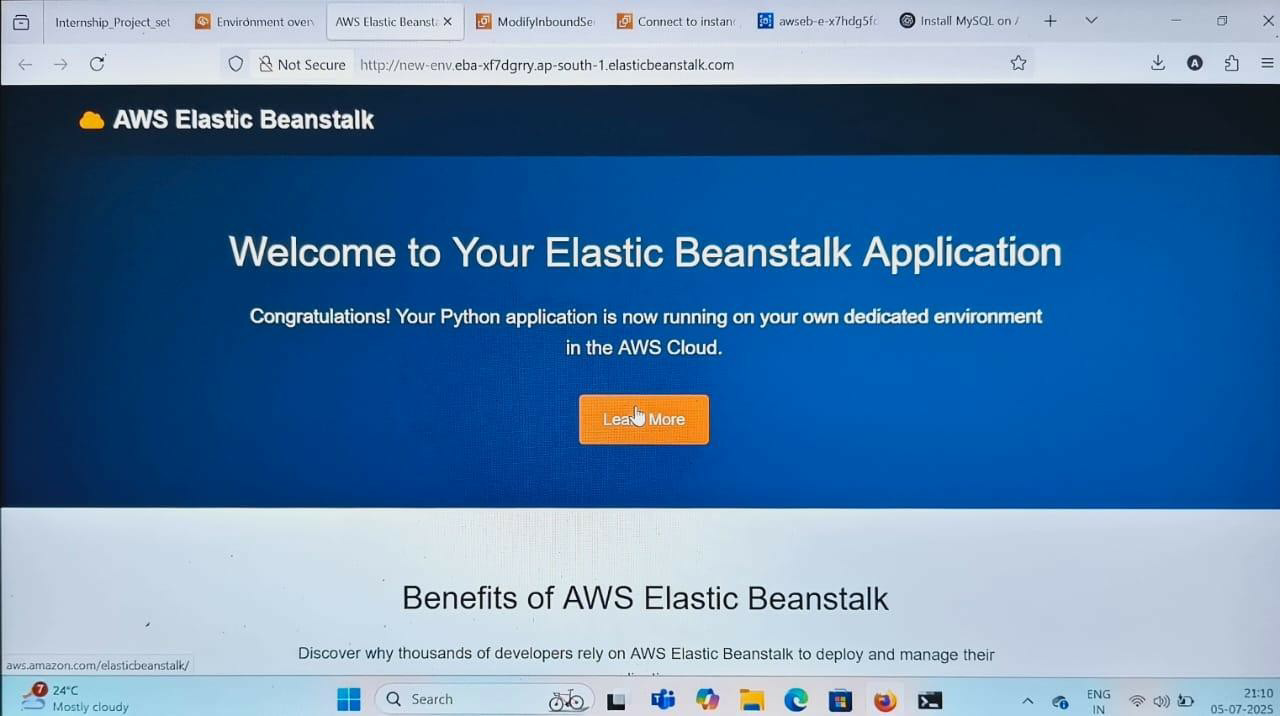 Internship_Project_set
Environment over
AWS Elastic Beanst
ModifyInboundSe
Connect to instanc
awseb-e-x7hdg5fc
Install MySQL on
Not Secure
http://new-env.eba-xf7dgrry.ap-south-1.elasticbeanstalk.com
A
AWS Elastic Beanstalk
Welcome to Your Elastic Beanstalk Application
Congratulations! Your Python application is now running on your own dedicated environment
in the AWS Cloud.
Learn More
Benefits of AWS Elastic Beanstalk
Discover why thousands of developers rely on AWS Elastic Beanstalk to deploy and manage their
aws.amazon.com/elasticbeanstalk/
7
24°C
Mostly cloudy
Search
ENG
IN
21:10
05-07-2025